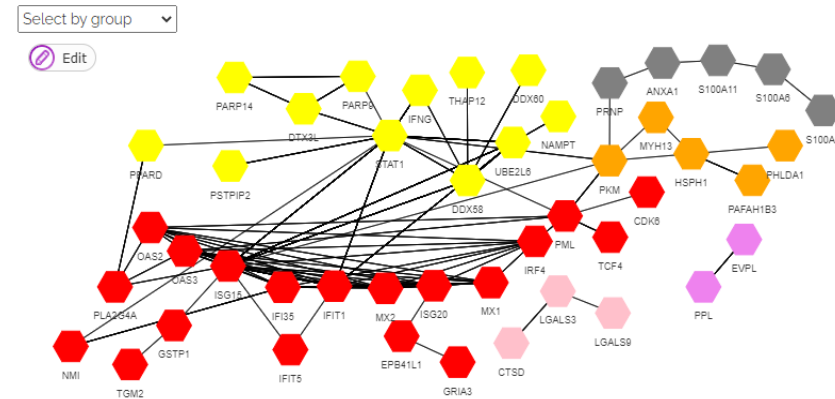 Select by group
Edit
PARP14
PARP9
IFNG
THAP12
DDX60
PRNP
ANXA1
S100A11
S100A6
S100A
DTX3L
STAT1
UBE2L6
NAMPT
MYH13
PPARD
PSTPIP2
DDX58
PKM
HSPH1
PHLDA1
PAFAH1B3
CDK6
OAS2
OAS3
ISG15
PML
TCF4
IRF4
EVPL
PPL
PLA2G4A
IFI35
IFIT1
MX2
ISG20
MX1
LGALS3
LGALS9
CTSD
NMI
GSTP1
TGM2
IFIT5
EPB41L1
GRIA3